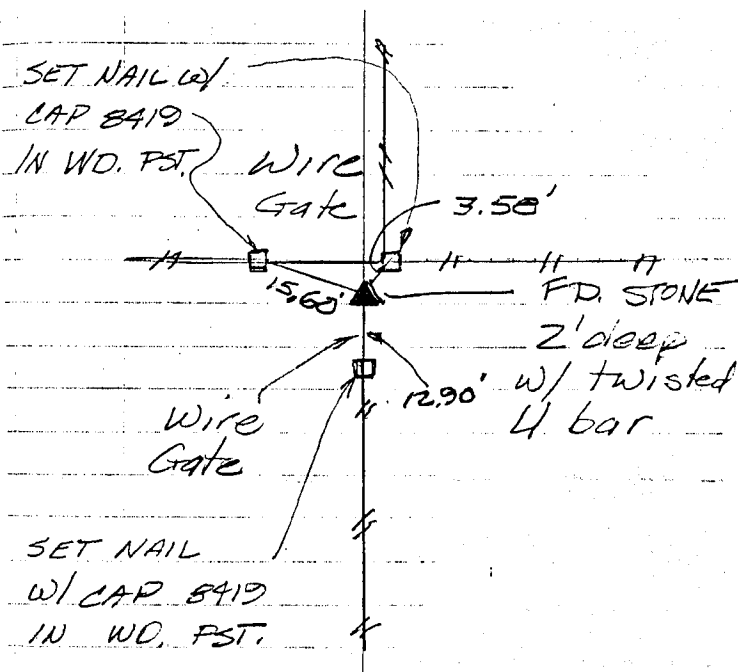 SET NAIL W/
CAP 8419
IN WD. PST.
Wire
Gate
3.58'
15.60'
FD. STONE
2' deep
w/ twisted
U bar
12.90'
Wire
Gate
SET NAIL
W/ CAP 8419
IN WD. PST.